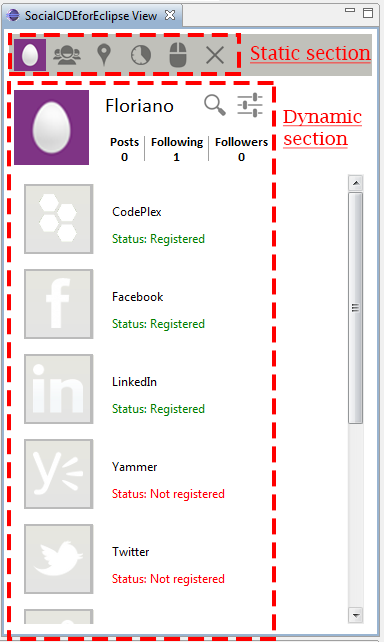 SocialCDEforEclipse View
Static section
Floriano
Dynamic
section
Posts Following Followers
0 1 0
CodePlex
Status: Registered
f
Facebook
Status: Registered
in
LinkedIn
Status: Registered
Yammer
Status: Not registered
Twitter
Status: Not registered